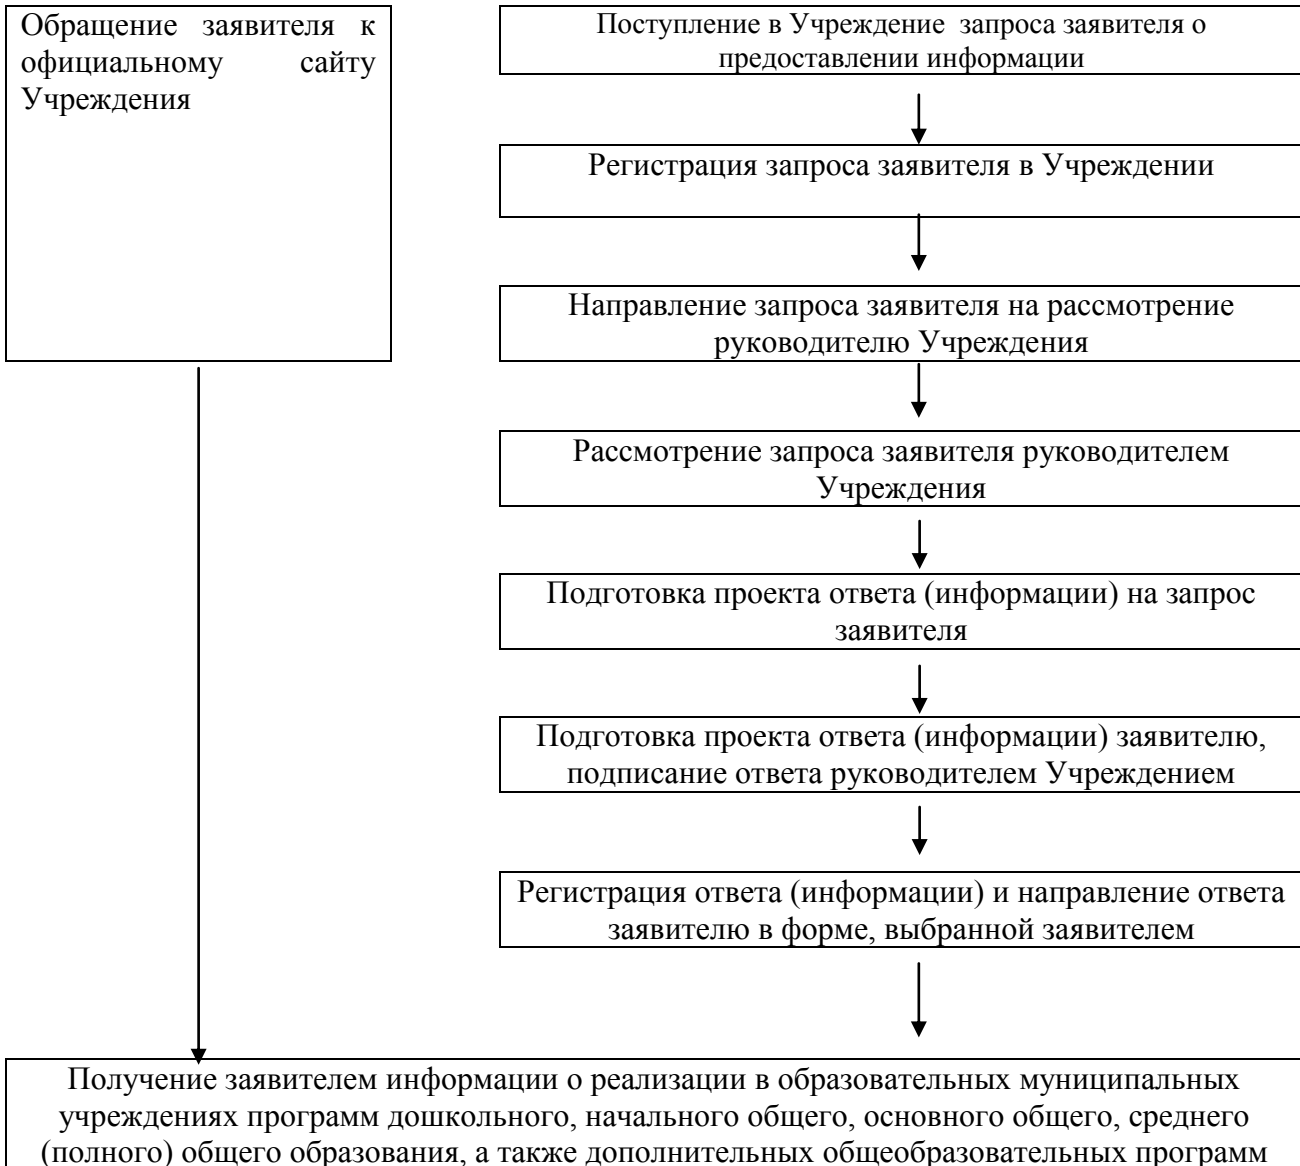 Обращение заявителя к
официальному сайту
Учреждения
Поступление в Учреждение запроса заявителя о
предоставлении информации
Регистрация запроса заявителя в Учреждении
Направление запроса заявителя на рассмотрение
руководителю Учреждения
Рассмотрение запроса заявителя руководителем
Учреждения
Подготовка проекта ответа (информации) на запрос
заявителя
Подготовка проекта ответа (информации) заявителю,
подписание ответа руководителем Учреждением
Регистрация ответа (информации) и направление ответа
заявителю в форме, выбранной заявителем
Получение заявителем информации о реализации в образовательных муниципальных
учреждениях программ дошкольного, начального общего, основного общего, среднего
(полного) общего образования, а также дополнительных общеобразовательных программ